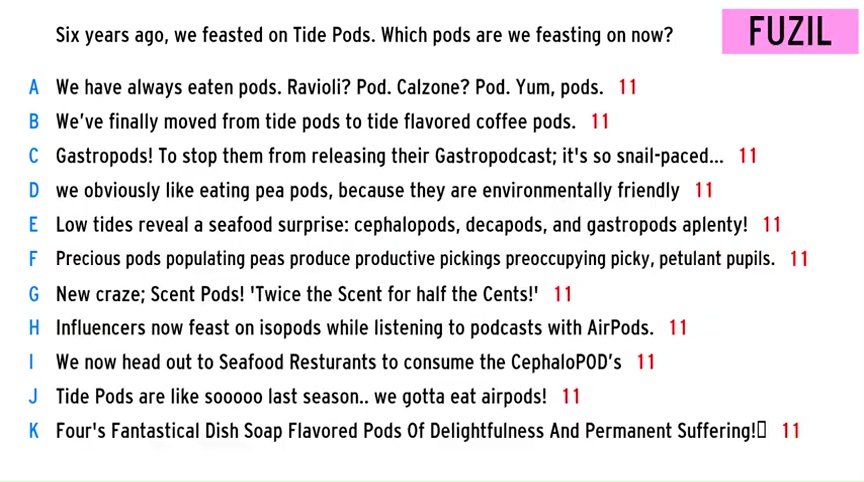 Six years ago, we feasted on Tide Pods. Which pods are we feasting on now?
FUZIL
A We have always eaten pods. Ravioli? Pod. Calzone? Pod. Yum, pods. 11
B We've finally moved from tide pods to tide flavored coffee pods. 11
C Gastropods! To stop them from releasing their Gastropodcast; it's so snail-paced... 11
D we obviously like eating pea pods, because they are environmentally friendly 11
E Low tides reveal a seafood surprise: cephalopods, decapods, and gastropods aplenty! 11
F Precious pods populating peas produce productive pickings preoccupying picky, petulant pupils. 11
G New craze; Scent Pods! 'Twice the Scent for half the Cents!' 11
H Influencers now feast on isopods while listening to podcasts with AirPods. 11
I We now head out to Seafood Resturants to consume the CephaloPOD's 11
J Tide Pods are like sooooo last season.. we gotta eat airpods! 11
K Four's Fantastical Dish Soap Flavored Pods Of Delightfulness And Permanent Suffering! 11